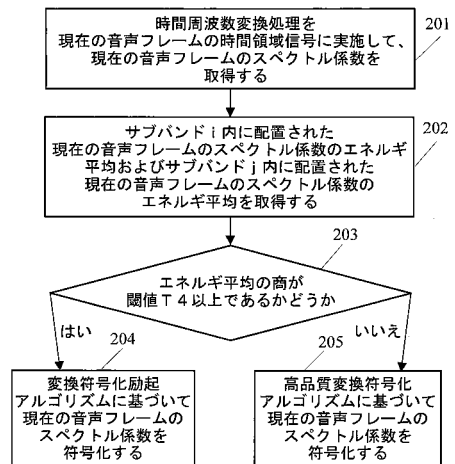 時間周波数変換処理を
現在の音声フレームの時間領域信号に実施して、
現在の音声フレームのスペクトル係数を
取得する
201
サブバンドｉ内に配置された
現在の音声フレームのスペクトル係数のエネルギ
平均およびサブバンドｊ内に配置された
現在の音声フレームのスペクトル係数の
エネルギ平均を取得する
202
203
エネルギ平均の商が
閾値Ｔ４以上であるかどうか
はい
いいえ
204
変換符号化励起
アルゴリズムに基づいて
現在の音声フレームの
スペクトル係数を
符号化する
205
高品質変換符号化
アルゴリズムに基づいて
現在の音声フレームの
スペクトル係数を
符号化する